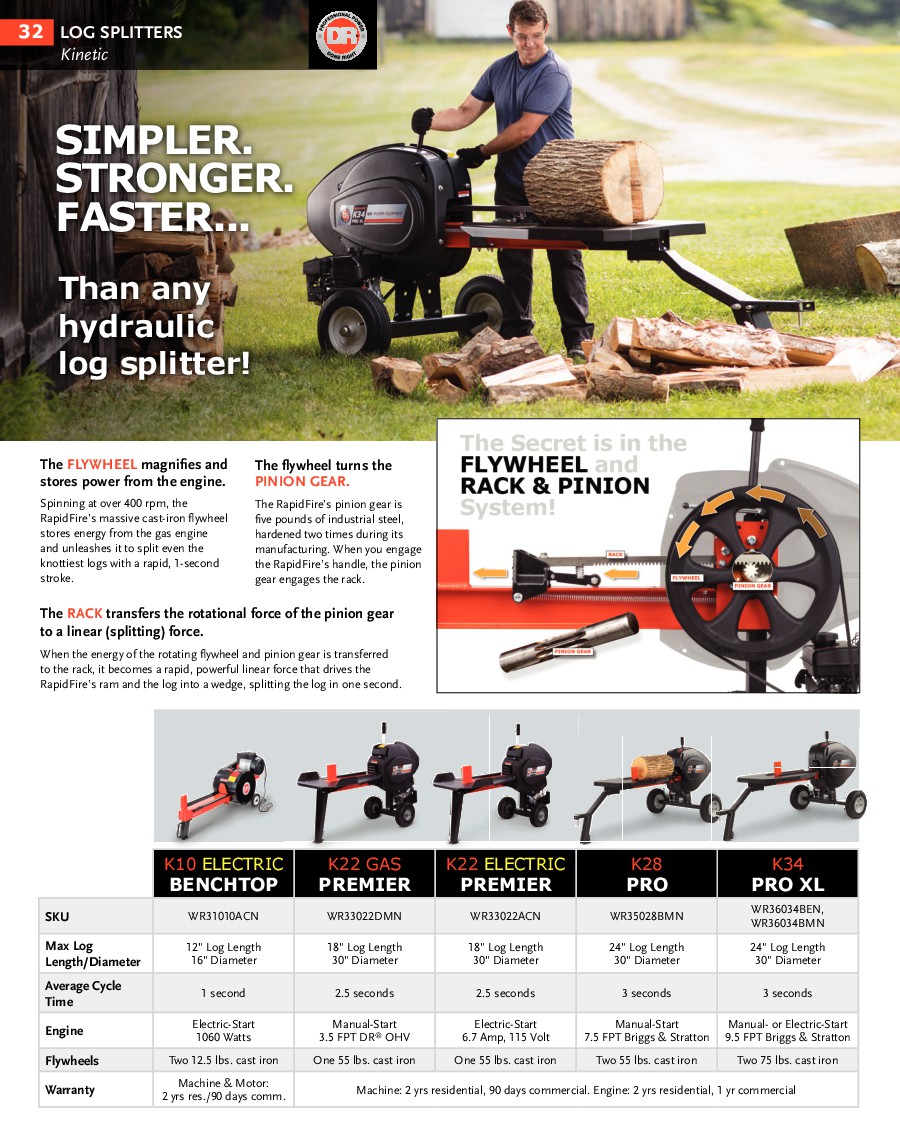 32 LOG SPLITTERS
Kinetic
PROFESSIONAL POWER
DR
DONE RIGHT
SIMPLER.
STRONGER.
FASTER...
Than any
hydraulic
log splitter!
K34
PRO XL
The FLYWHEEL magnifies and
stores power from the engine.
Spinning at over 400 rpm, the
RapidFire's massive cast-iron flywheel
stores energy from the gas engine
and unleashes it to split even the
knottiest logs with a rapid, 1-second
stroke.
The flywheel turns the
PINION GEAR.
The RapidFire's pinion gear is
five pounds of industrial steel,
hardened two times during its
manufacturing. When you engage
the RapidFire's handle, the pinion
gear engages the rack.
The RACK transfers the rotational force of the pinion gear
to a linear (splitting) force.
When the energy of the rotating flywheel and pinion gear is transferred
to the rack, it becomes a rapid, powerful linear force that drives the
RapidFire's ram and the log into a wedge, splitting the log in one second.
The Secret is in the
FLYWHEEL and
RACK & PINION
System!
RACK
FLYWHEEL
PINION GEAR
PINION GEAR
K10 ELECTRIC BENCHTOP
K22 GAS PREMIER
K22 ELECTRIC PREMIER
K28 PRO
K34 PRO XL
SKU WR31010ACN WR33022DMN WR33022ACN WR35028BMN WR36034BEN,
WR36034BMN
Max Log 12" Log Length 18" Log Length 18" Log Length 24" Log Length 24" Log Length
Length/Diameter 16" Diameter 30" Diameter 30" Diameter 30" Diameter 30" Diameter
Average Cycle
Time 1 second 2.5 seconds 2.5 seconds 3 seconds 3 seconds
Engine Electric-Start Manual-Start Electric-Start Manual-Start Manual- or Electric-Start
1060 Watts 3.5 FPT DR® OHV 6.7 Amp, 115 Volt 7.5 FPT Briggs & Stratton 9.5 FPT Briggs & Stratton
Flywheels Two 12.5 lbs. cast iron One 55 lbs. cast iron One 55 lbs. cast iron Two 55 lbs. cast iron Two 75 lbs. cast iron
Warranty Machine & Motor:
2 yrs res./90 days comm. Machine: 2 yrs residential, 90 days commercial. Engine: 2 yrs residential, 1 yr commercial